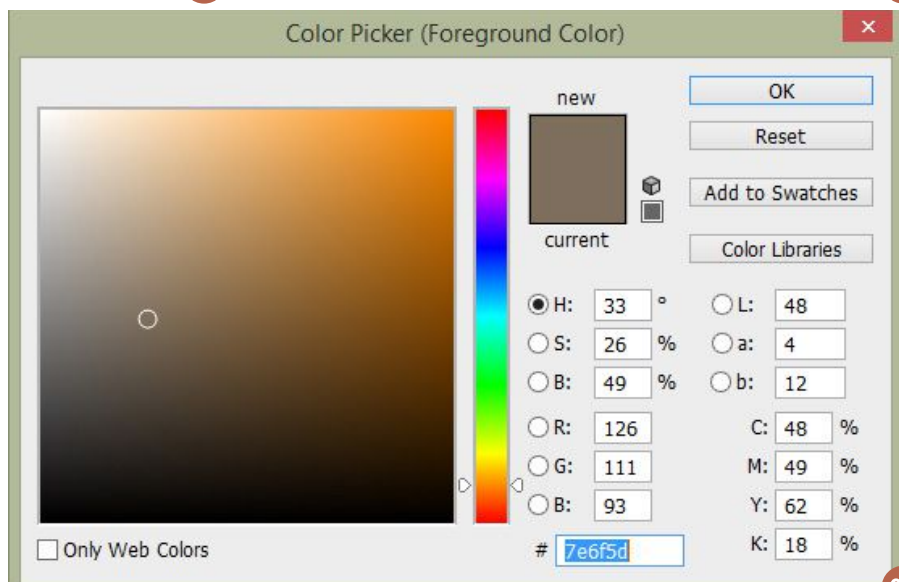 Color Picker (Foreground Color)
new
current
OK
Reset
Add to Swatches
Color Libraries
H: 33 °
S: 26 %
B: 49 %
R: 126
G: 111
B: 93
# 7e6f5d
L: 48
a: 4
b: 12
C: 48 %
M: 49 %
Y: 62 %
K: 18 %
Only Web Colors